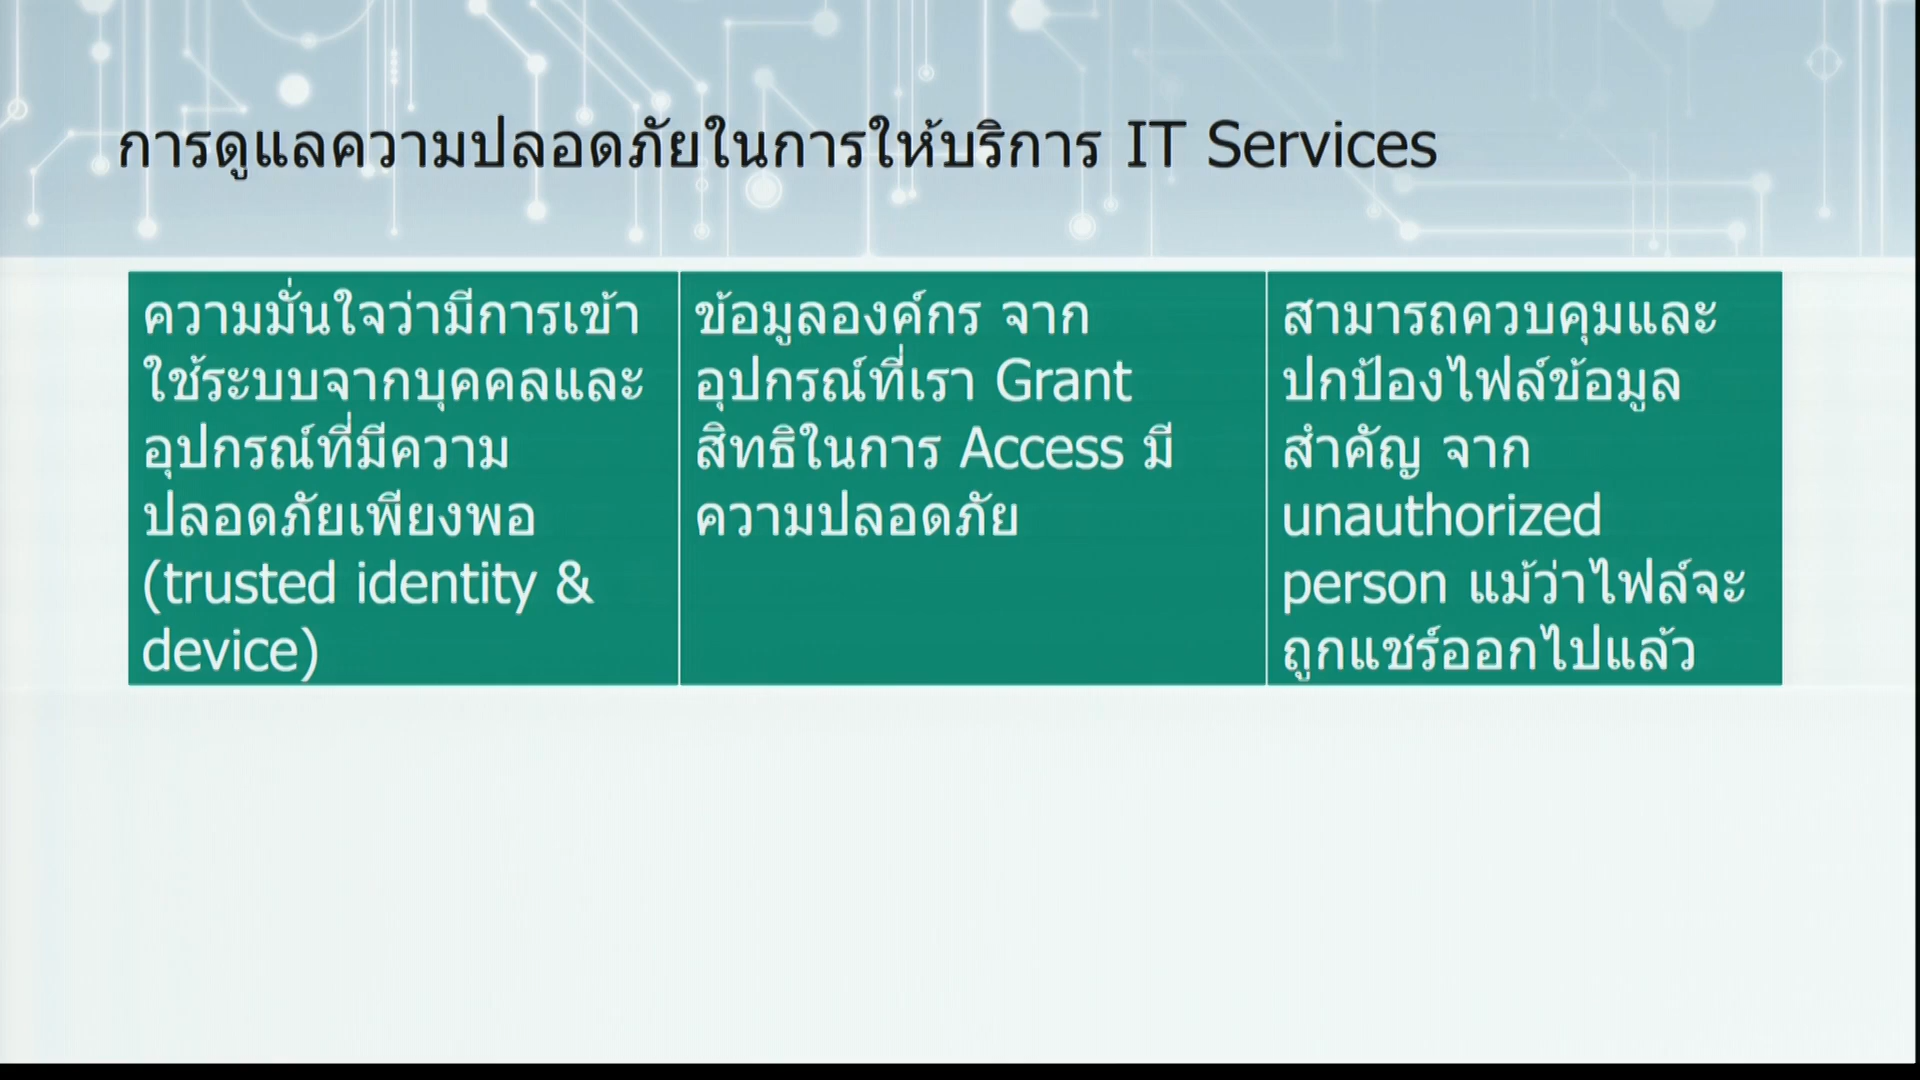 การดูแลความปลอดภัยในการให้บริการ IT Services
ความมั่นใจว่ามีการเข้า
ใช้ระบบจากบุคคลและ
อุปกรณ์ที่มีความ
ปลอดภัยเพียงพอ
(trusted identity &
device)
ข้อมูลองค์กร จาก
อุปกรณ์ที่เรา Grant
สิทธิในการ Access มี
ความปลอดภัย
สามารถควบคุมและ
ปกป้องไฟล์ข้อมูล
สำคัญ จาก
unauthorized
person แม้ว่าไฟล์จะ
ถูกแชร์ออกไปแล้ว